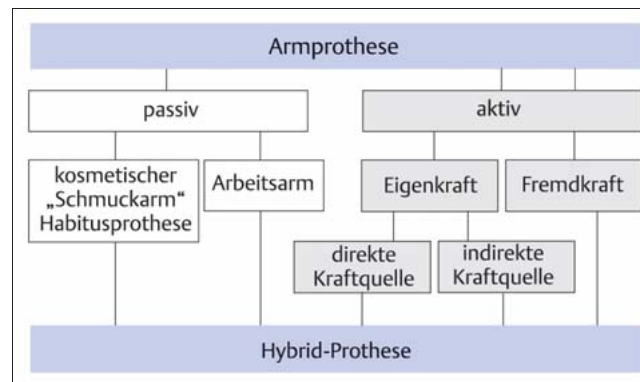 Armprothese
passiv
aktiv
kosmetischer
„Schmuckarm“
Habitusprothese
Arbeitsarm
Eigenkraft
Fremdkraft
direkte
Kraftquelle
indirekte
Kraftquelle
Hybrid-Prothese